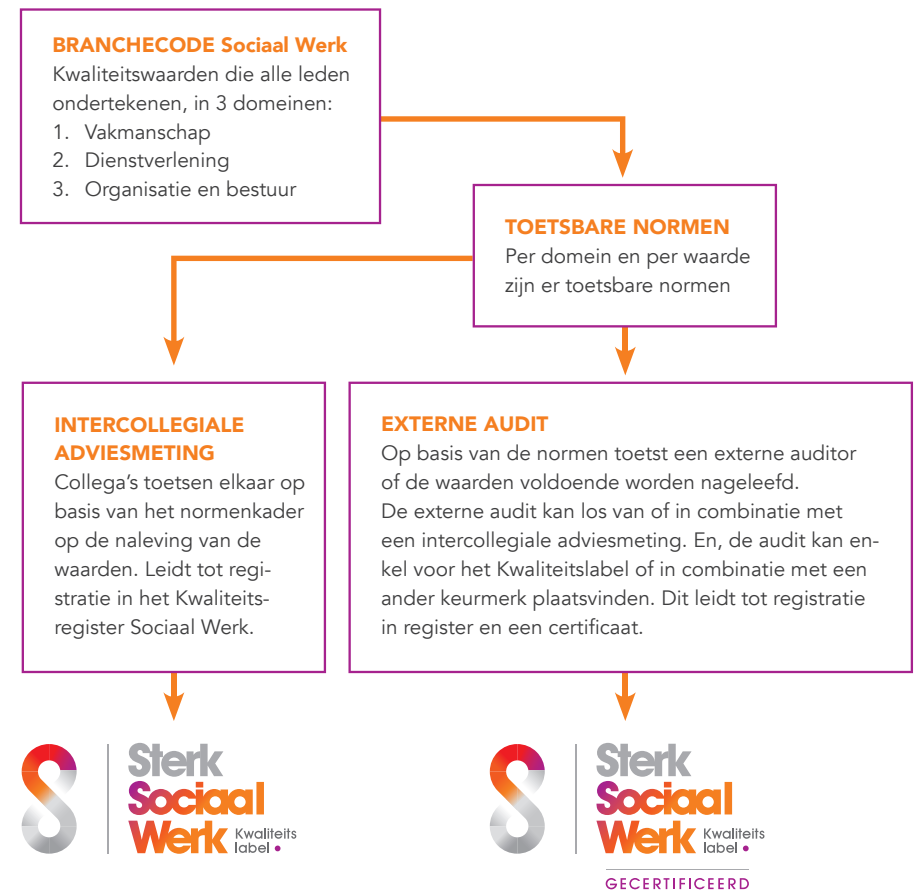 BRANCHECODE Sociaal Werk
Kwaliteitswaarden die alle leden
ondertekenen, in 3 domeinen:
1. Vakmanschap
2. Dienstverlening
3. Organisatie en bestuur
TOETSBARE NORMEN
Per domein en per waarde
zijn er toetsbare normen
INTERCOLLEGIALE
ADVIESMETING
Collega's toetsen elkaar op
basis van het normenkader
op de naleving van de
waarden. Leidt tot regi-
stratie in het Kwaliteits-
register Sociaal Werk.
EXTERNE AUDIT
Op basis van de normen toetst een externe auditor
of de waarden voldoende worden nageleefd.
De externe audit kan los van of in combinatie met
een intercollegiale adviesmeting. En, de audit kan en-
kel voor het Kwaliteitslabel of in combinatie met een
ander keurmerk plaatsvinden. Dit leidt tot registratie
in register en een certificaat.
Sterk
Sociaal
Werk Kwaliteits
label
Sterk
Sociaal
Werk Kwaliteits
label
GECERTIFICEERD